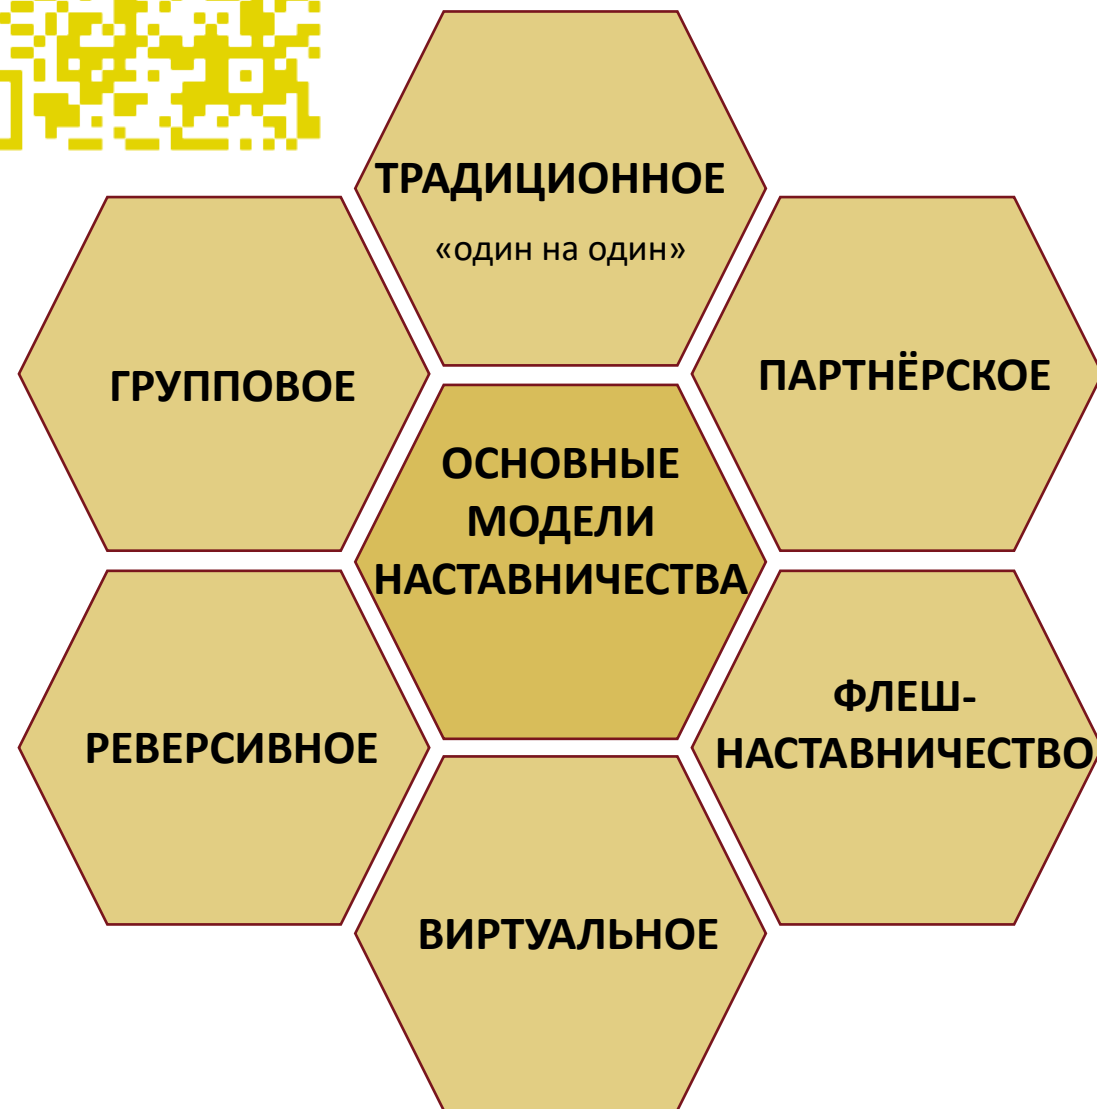 ТРАДИЦИОННОЕ
«один на один»
ГРУППОВОЕ
ПАРТНЁРСКОЕ
ОСНОВНЫЕ
МОДЕЛИ
НАСТАВНИЧЕСТВА
РЕВЕРСИВНОЕ
ФЛЕШ-
НАСТАВНИЧЕСТВО
ВИРТУАЛЬНОЕ